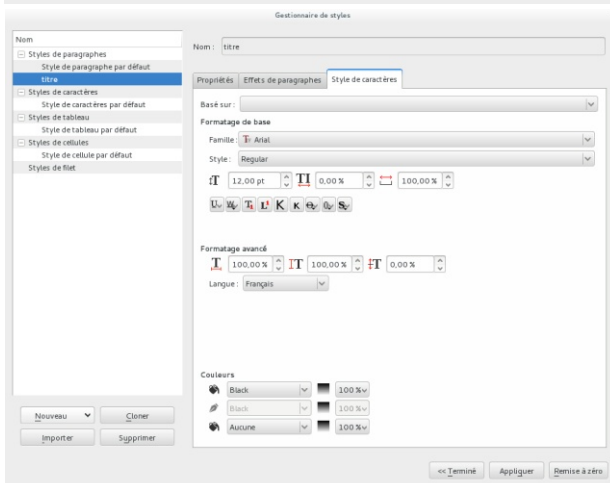 Gestionnaire de styles
Nom
Styles de paragraphes
Style de paragraphe par défaut
titre
Styles de caractères
Style de caractères par défaut
Styles de tableau
Style de tableau par défaut
Styles de cellules
Style de cellule par défaut
Styles de filet
Nouveau
Cloner
Importer
Supprimer
Nom : titre
Propriétés Effets de paragraphes Style de caractères
Basé sur :
Formatage de base
Famille : Arial
Style : Regular
12,00 pt 0,00 % 100,00 %
Formatage avancé
100,00 % 100,00 % 0,00 %
Langue : Français
Couleurs
Black 100 %
Black 100 %
Aucune 100 %
<< Terminé Appliquer Remise à zéro